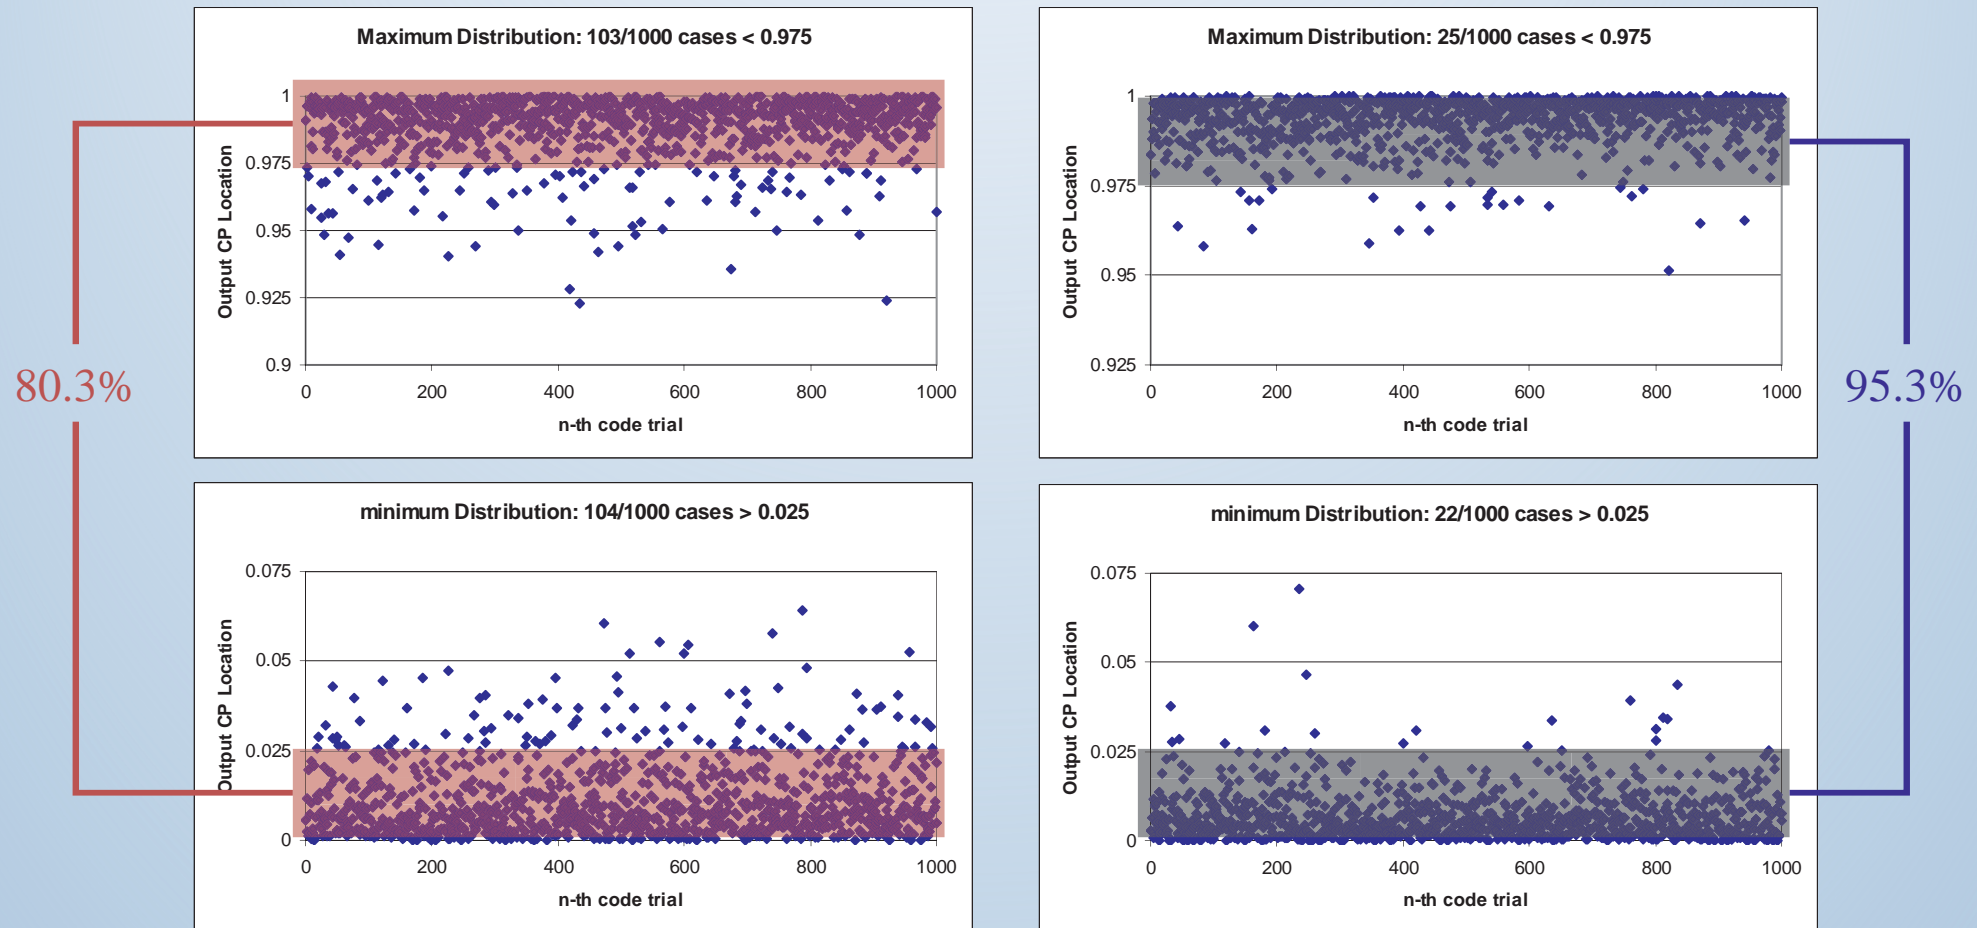 Maximum Distribution: 103/1000 cases < 0.975
1
0.975
0.95
0.925
0.9
Output CP Location
0 200 400 600 800 1000
n-th code trial
Maximum Distribution: 25/1000 cases < 0.975
1
0.975
0.95
0.925
Output CP Location
0 200 400 600 800 1000
n-th code trial
80.3%
95.3%
minimum Distribution: 104/1000 cases > 0.025
0.075
0.05
0.025
0
Output CP Location
0 200 400 600 800 1000
n-th code trial
minimum Distribution: 22/1000 cases > 0.025
0.075
0.05
0.025
0
Output CP Location
0 200 400 600 800 1000
n-th code trial